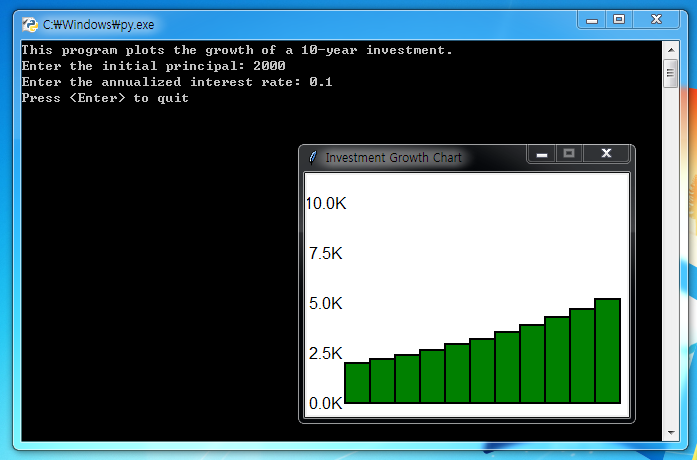 C:₩Windows₩py.exe
This program plots the growth of a 10-year investment.
Enter the initial principal: 2000
Enter the annualized interest rate: 0.1
Press <Enter> to quit
Investment Growth Chart
10.0K
7.5K
5.0K
2.5K
0.0K